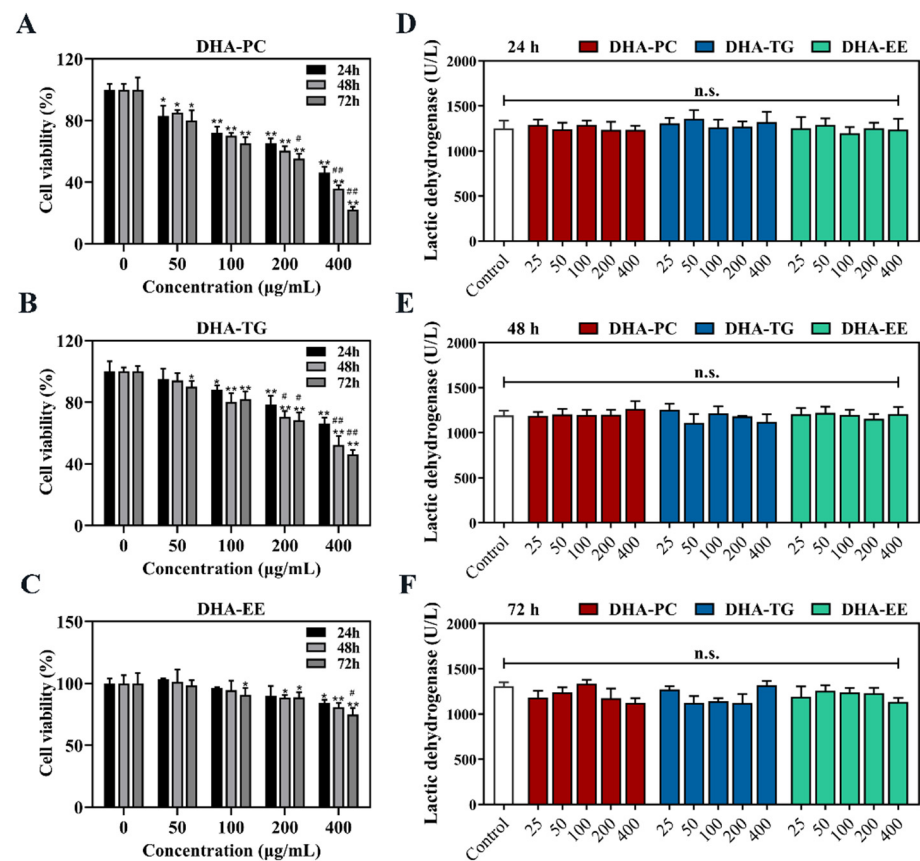 A
DHA-PC
Cell viability (%)
120
80
40
0
24h
48h
72h
* * *
** ** **
** ** # **
** ## ** ## **
0 50 100 200 400
Concentration (μg/mL)
B
DHA-TG
Cell viability (%)
120
80
40
0
24h
48h
72h
*
* ** **
** # ** # **
** ## ** ## **
0 50 100 200 400
Concentration (μg/mL)
C
DHA-EE
Cell viability (%)
150
100
50
0
24h
48h
72h
*
* *
* ** # **
0 50 100 200 400
Concentration (μg/mL)
D
24 h DHA-PC DHA-TG DHA-EE
Lactic dehydrogenase (U/L)
2000
1500
1000
500
0
n.s.
Control 25 50 100 200 400 25 50 100 200 400 25 50 100 200 400
E
48 h DHA-PC DHA-TG DHA-EE
Lactic dehydrogenase (U/L)
2000
1500
1000
500
0
n.s.
Control 25 50 100 200 400 25 50 100 200 400 25 50 100 200 400
F
72 h DHA-PC DHA-TG DHA-EE
Lactic dehydrogenase (U/L)
2000
1500
1000
500
0
n.s.
Control 25 50 100 200 400 25 50 100 200 400 25 50 100 200 400